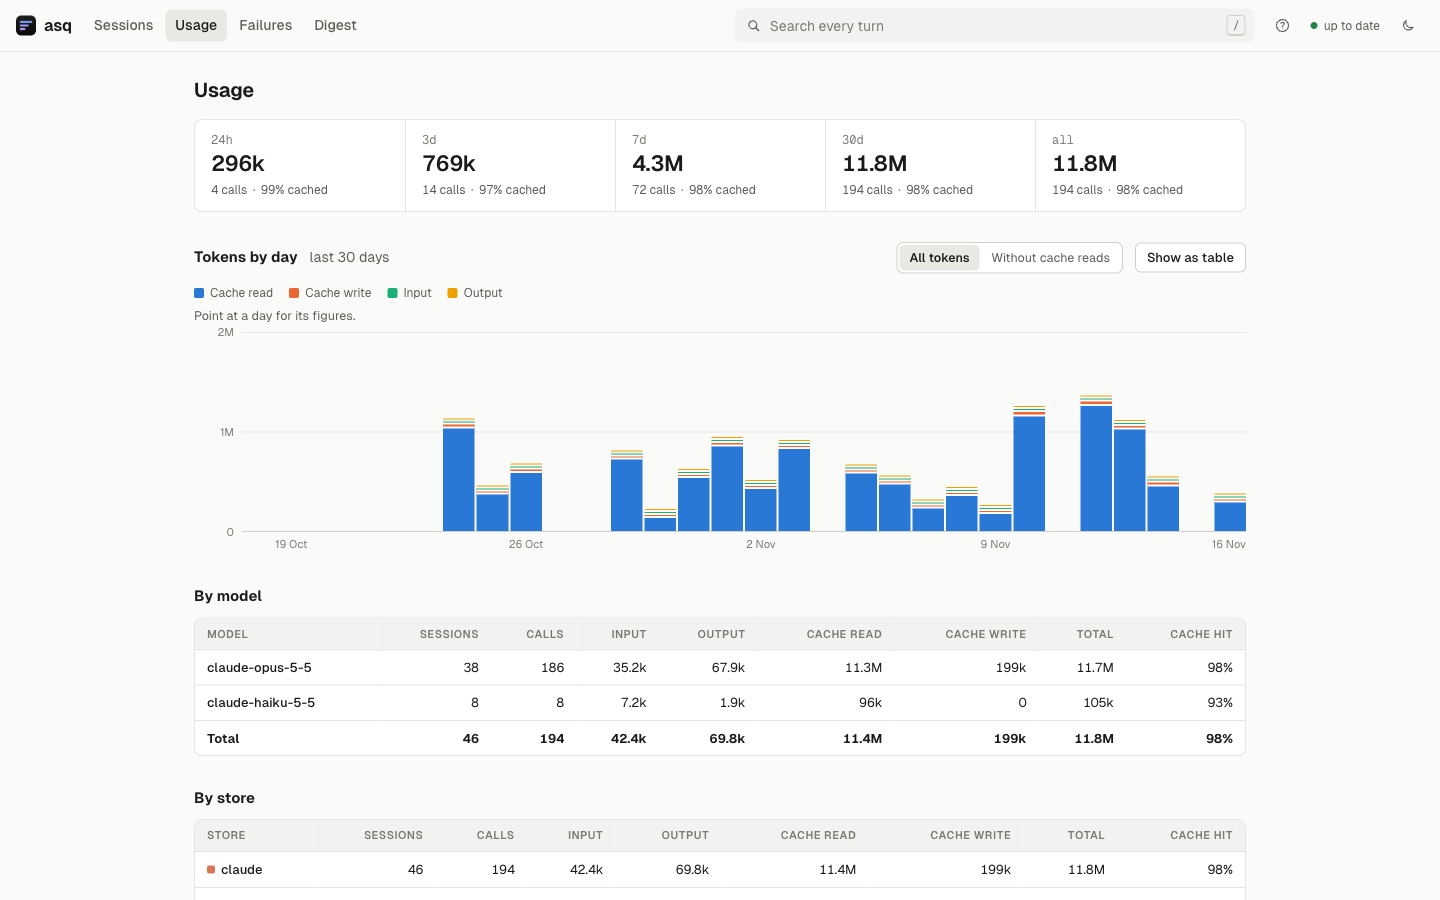 asq Sessions Usage Failures Digest Search every turn / up to date
Usage
24h 3d 7d 30d all
296k 769k 4.3M 11.8M 11.8M
4 calls · 99% cached 14 calls · 97% cached 72 calls · 98% cached 194 calls · 98% cached 194 calls · 98% cached
Tokens by day last 30 days All tokens Without cache reads Show as table
Cache read Cache write Input Output
Point at a day for its figures.
2M
1M
0
19 Oct 26 Oct 2 Nov 9 Nov 16 Nov
By model
MODEL SESSIONS CALLS INPUT OUTPUT CACHE READ CACHE WRITE TOTAL CACHE HIT
claude-opus-5-5 38 186 35.2k 67.9k 11.3M 199k 11.7M 98%
claude-haiku-5-5 8 8 7.2k 1.9k 96k 0 105k 93%
Total 46 194 42.4k 69.8k 11.4M 199k 11.8M 98%
By store
STORE SESSIONS CALLS INPUT OUTPUT CACHE READ CACHE WRITE TOTAL CACHE HIT
claude 46 194 42.4k 69.8k 11.4M 199k 11.8M 98%